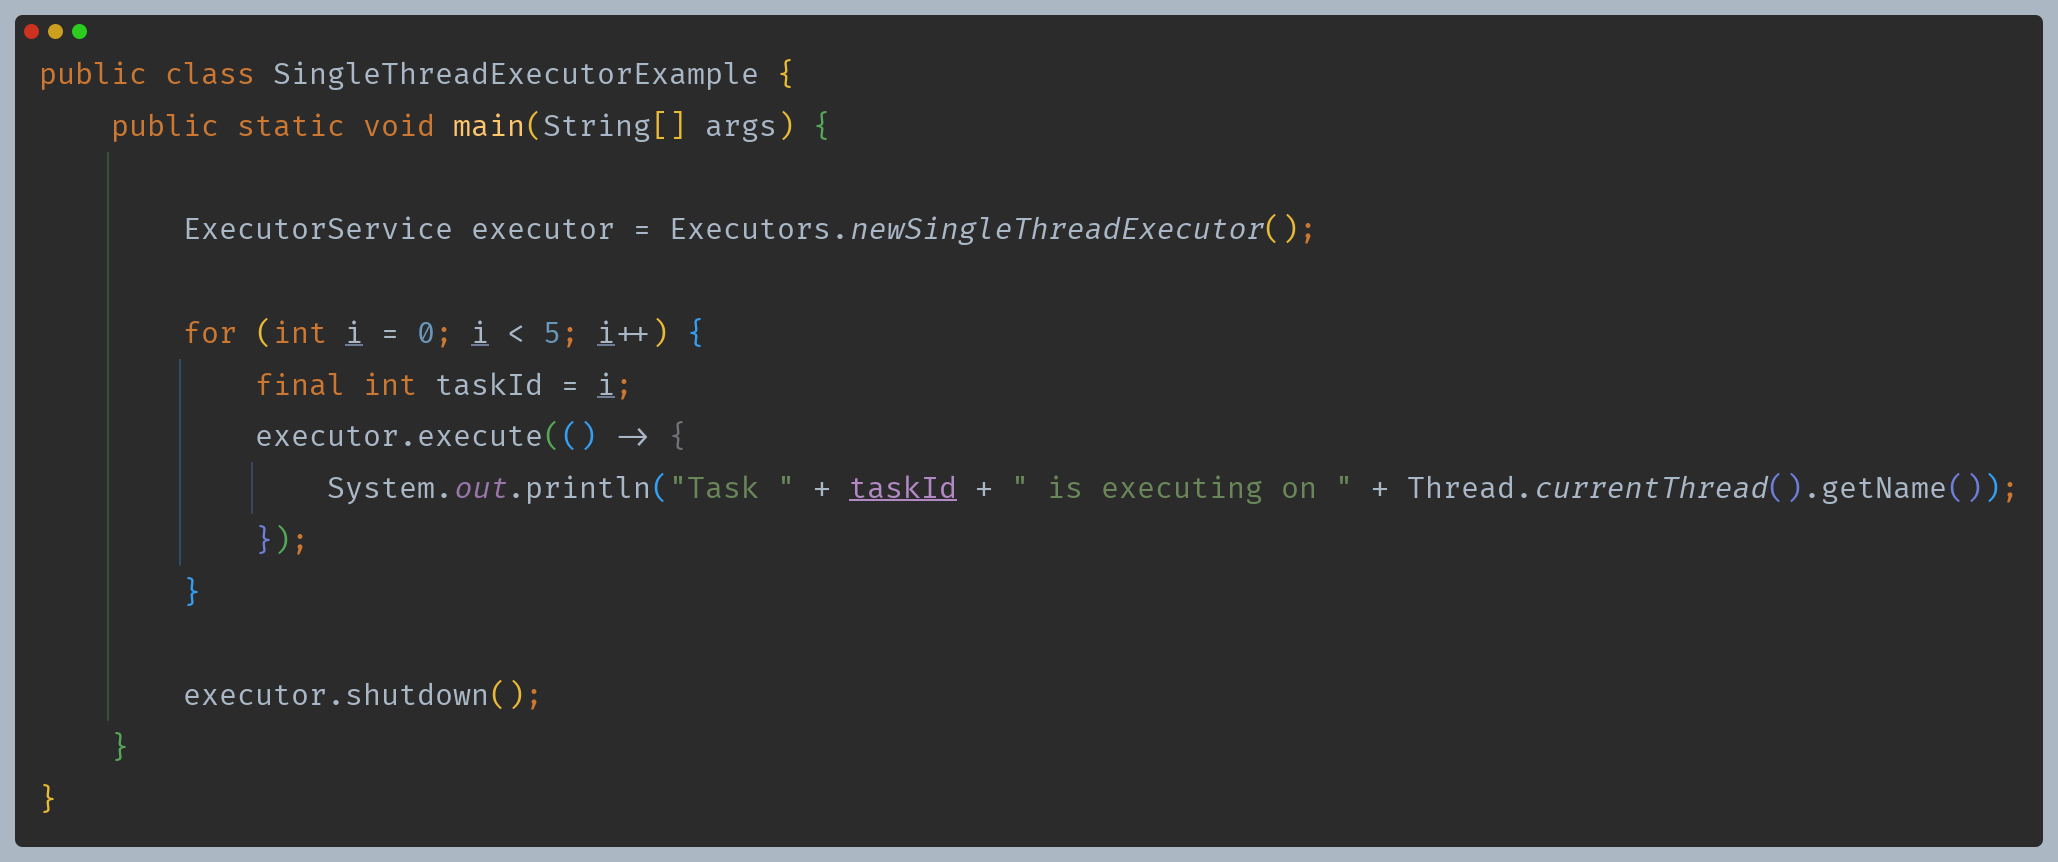 public class SingleThreadExecutorExample {
    public static void main(String[] args) {
        ExecutorService executor = Executors.newSingleThreadExecutor();
        for (int i = 0; i < 5; i++) {
            final int taskId = i;
            executor.execute(() -> {
                System.out.println("Task " + taskId + " is executing on " + Thread.currentThread().getName());
            });
        }
        executor.shutdown();
    }
}